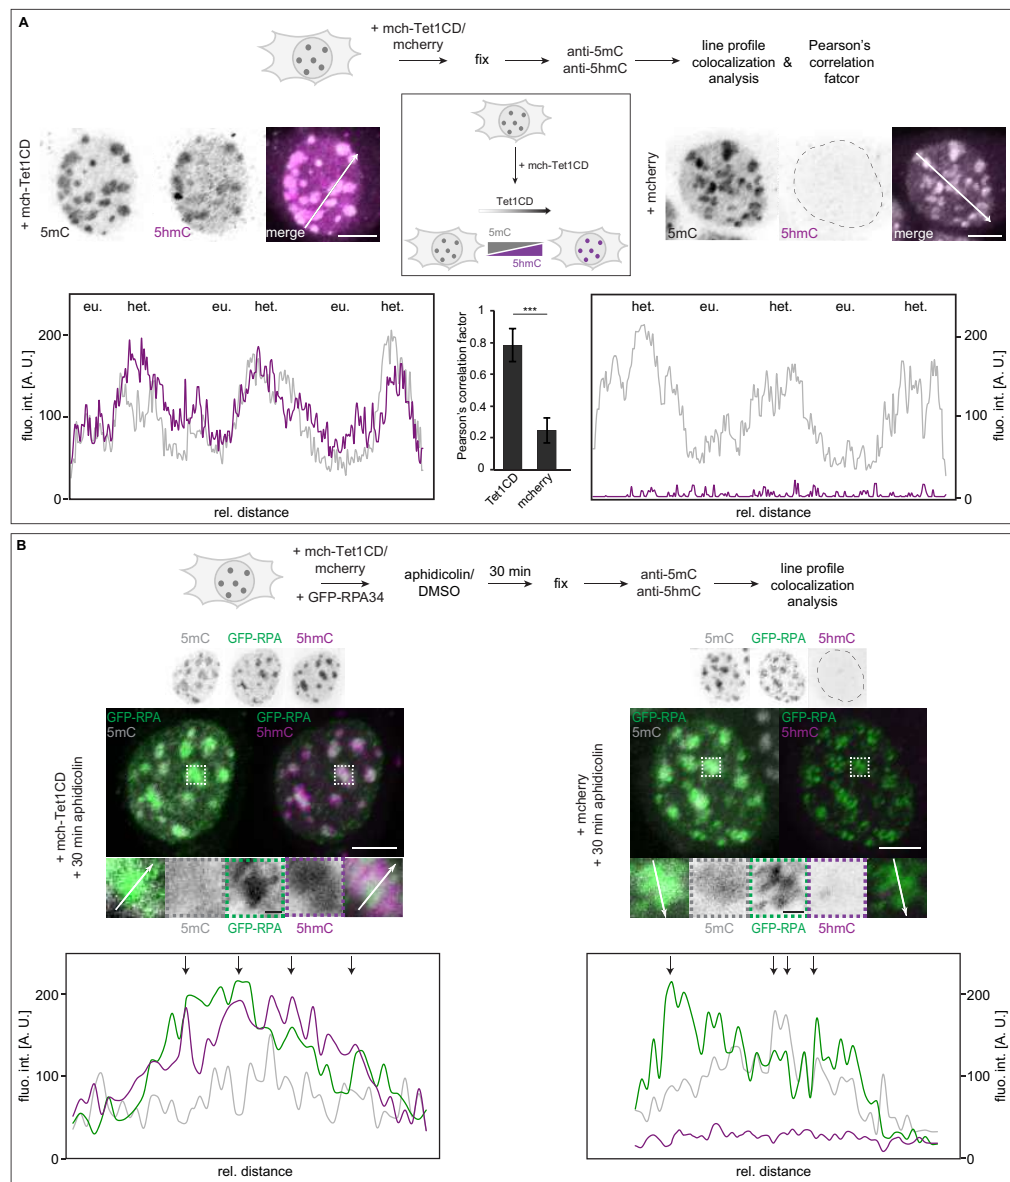 A
+ mch-Tet1CD/
mcherry
fix
anti-5mC
anti-5hmC
line profile
colocalization
analysis
&
Pearson's
correlation
fatcor
+ mch-Tet1CD
5mC
5hmC
merge
+ mch-Tet1CD
Tet1CD
5mC
5hmC
+ mcherry
5mC
5hmC
merge
eu. het. eu. het. eu. het.
200
100
0
fluo. int. [A. U.]
rel. distance
Pearson's correlation factor
1
0.8
0.6
0.4
0.2
0
***
Tet1CD
mcherry
het. eu. het. eu. het.
200
100
0
fluo. int. [A. U.]
rel. distance
B
+ mch-Tet1CD/
mcherry
+ GFP-RPA34
aphidicolin/
DMSO
30 min
fix
anti-5mC
anti-5hmC
line profile
colocalization
analysis
5mC GFP-RPA 5hmC
GFP-RPA
5mC
GFP-RPA
5hmC
+ mch-Tet1CD
+ 30 min aphidicolin
5mC GFP-RPA 5hmC
5mC GFP-RPA 5hmC
GFP-RPA
5mC
GFP-RPA
5hmC
+ mcherry
+ 30 min aphidicolin
5mC GFP-RPA 5hmC
200
100
0
fluo. int. [A. U.]
rel. distance
200
100
0
fluo. int. [A. U.]
rel. distance